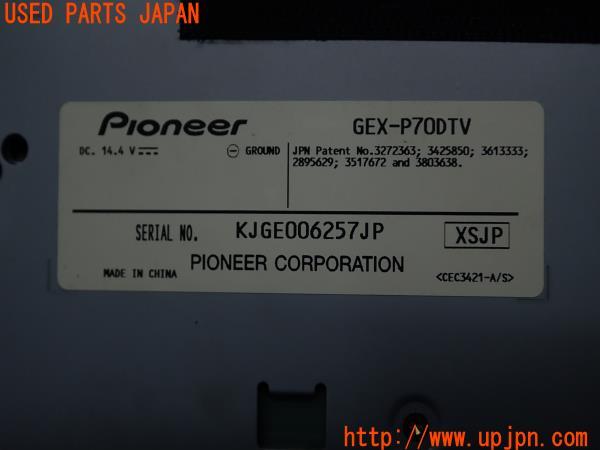 USED PARTS JAPAN
Pioneer
GEX-P70DTV
DC. 14.4 V
GROUND
JPN Patent No.3272363; 3425850; 3613333;
2895629; 3517672 and 3803638.
SERIAL NO. KJGE006257JP
XSJP
MADE IN CHINA
PIONEER CORPORATION
<CEC3421-A/S>
UPJ
http://www.upjpn.com